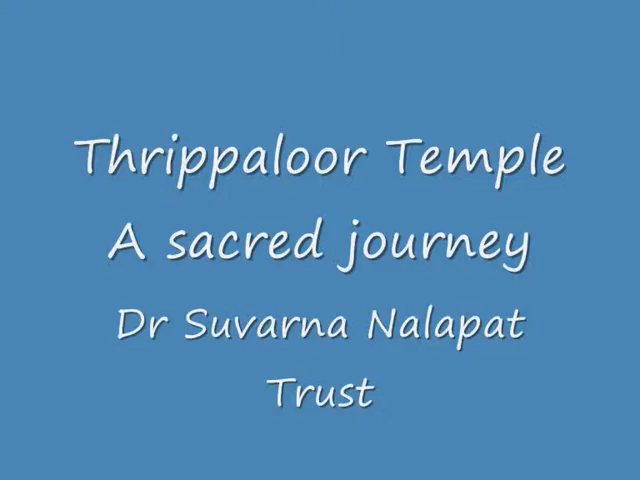 Thrippaloor Temple
A sacred journey
Dr Suvarna Nalapat
Trust